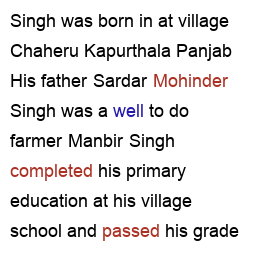 Singh was born in at village
Chaheru Kapurthala Panjab
His father Sardar Mohinder
Singh was a well to do
farmer Manbir Singh
completed his primary
education at his village
school and passed his grade